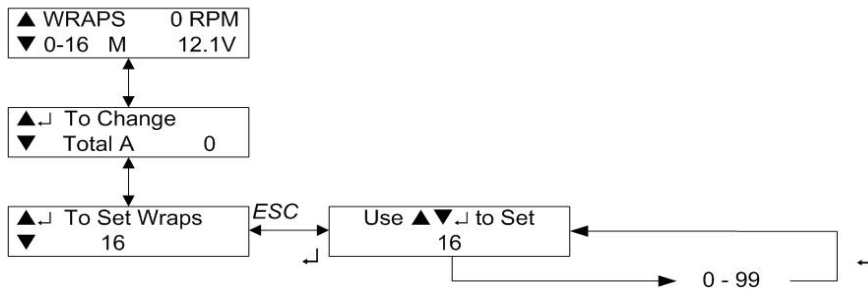 ▲ WRAPS 0 RPM
▼ 0-16 M 12.1V
▲↵ To Change
▼ Total A 0
▲↵ To Set Wraps
▼ 16
ESC
↵
Use ▲▼↵ to Set
16
↵
0 - 99